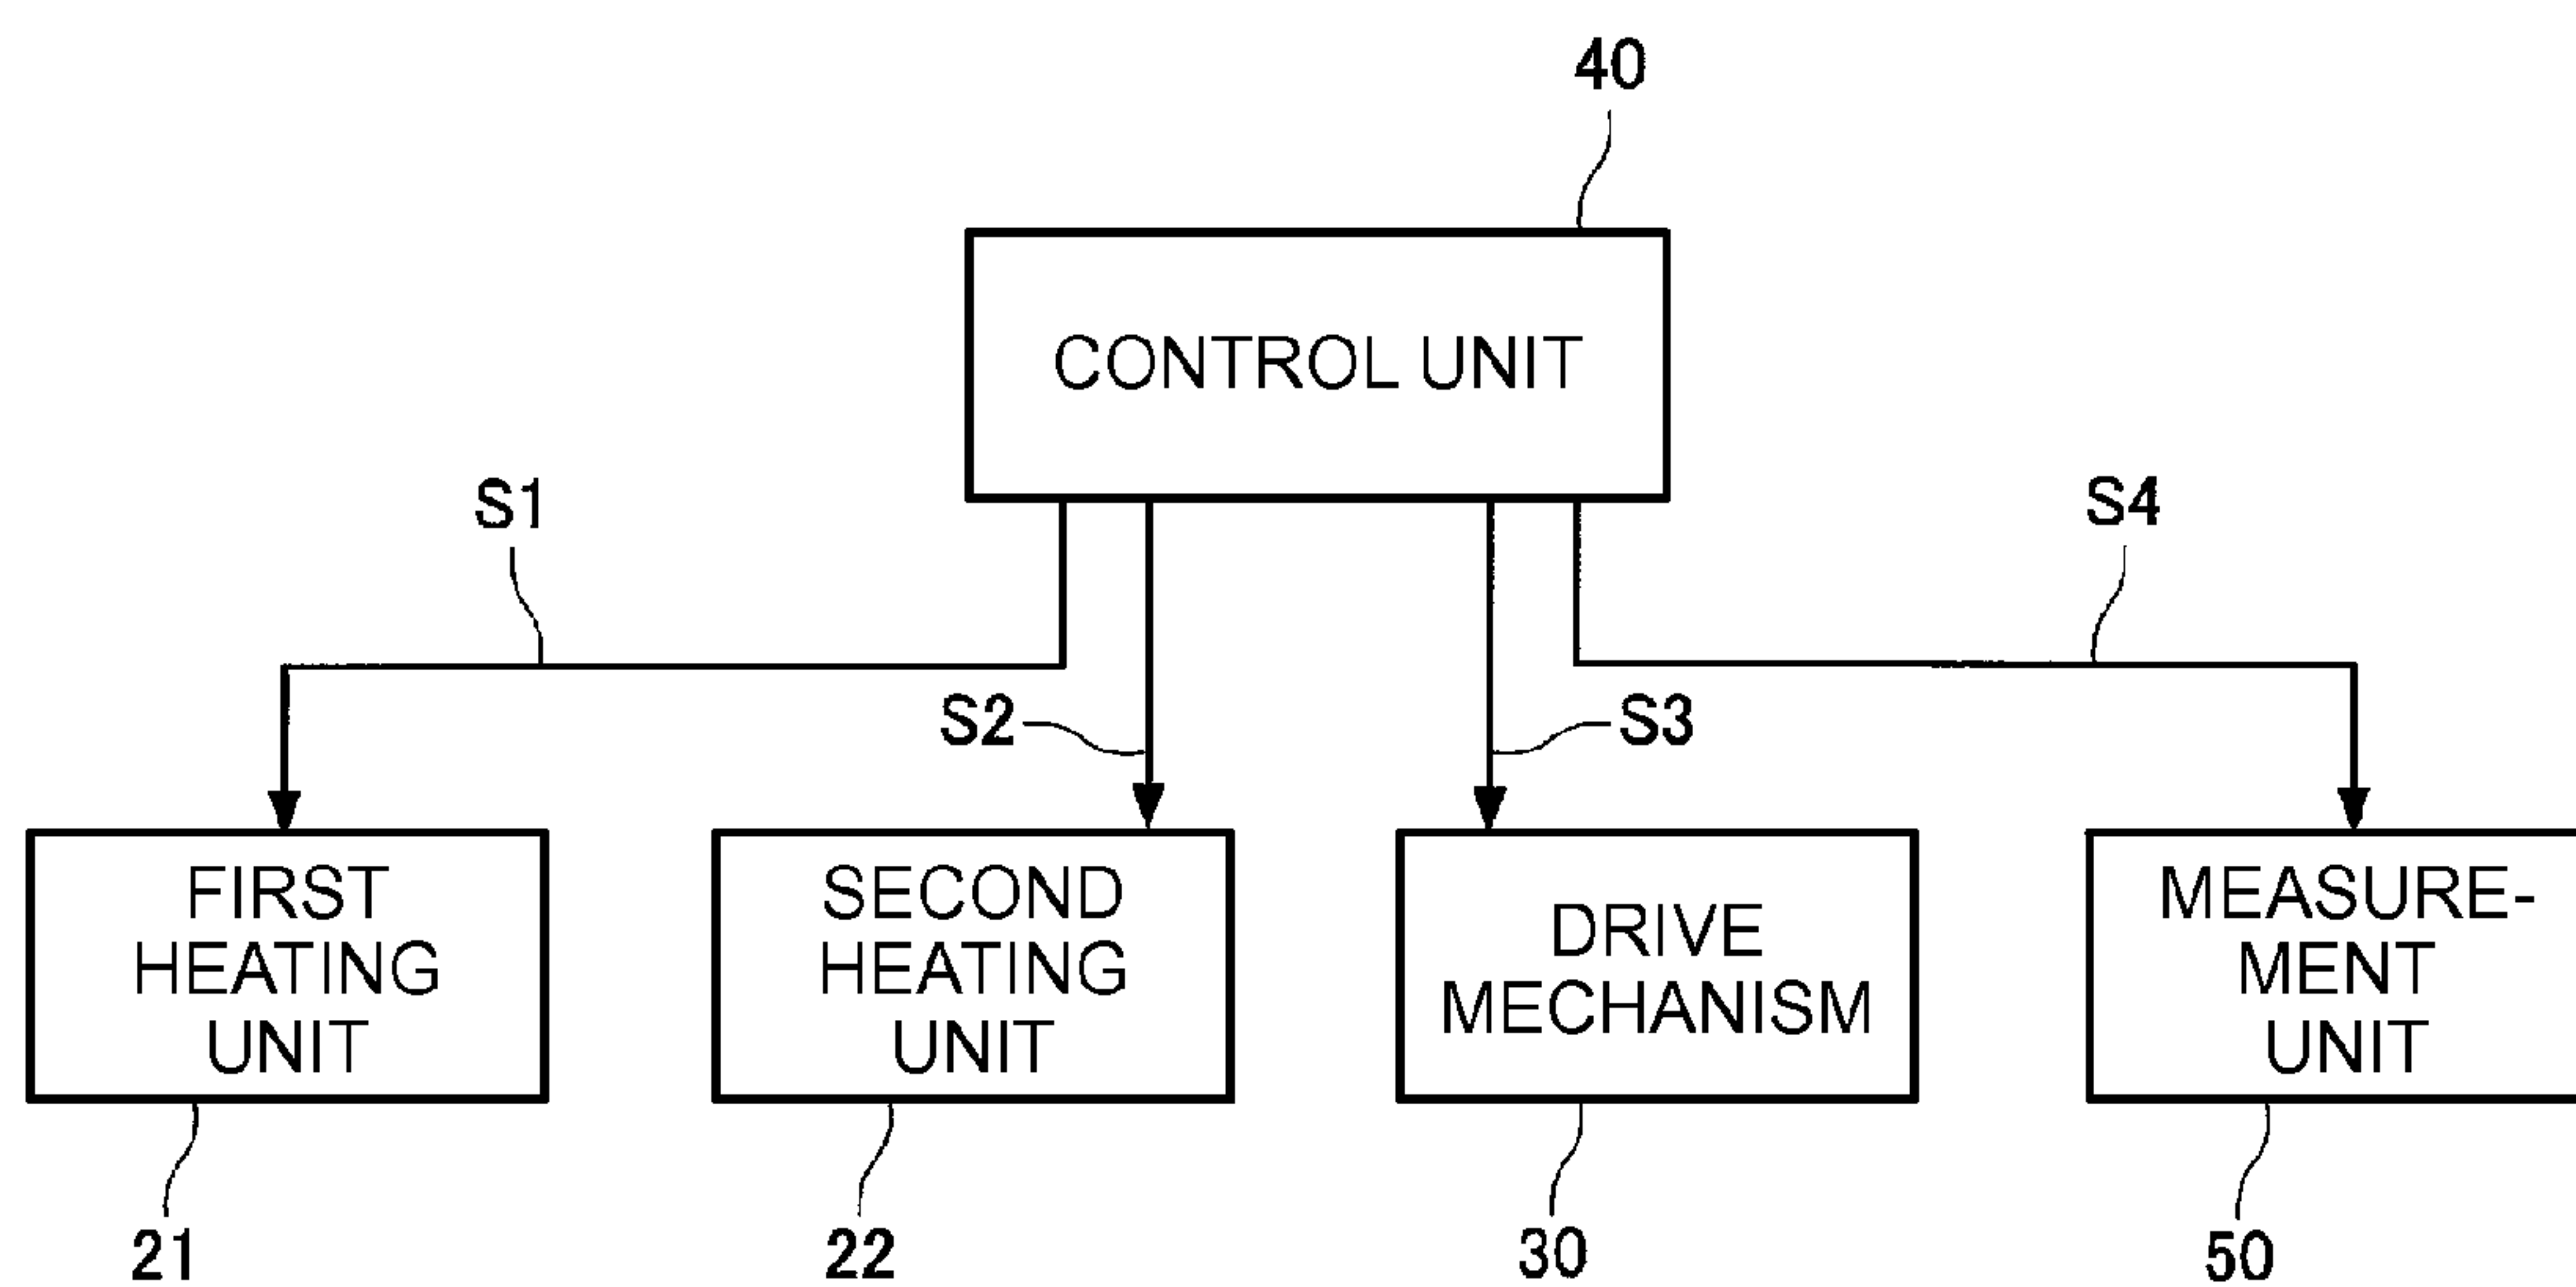 40
CONTROL UNIT
S1
S4
S2
S3
FIRST
HEATING
UNIT
SECOND
HEATING
UNIT
DRIVE
MECHANISM
MEASURE-
MENT
UNIT
21
22
30
50